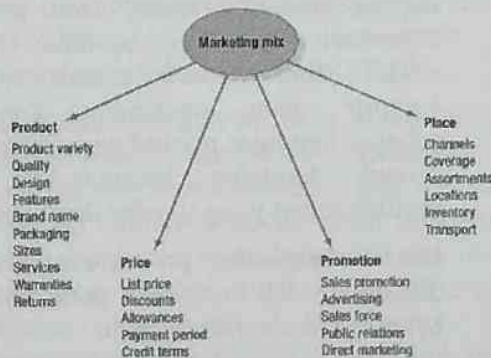 Marketing mix
Product
Product variety
Quality
Design
Features
Brand name
Packaging
Sizes
Services
Warranties
Returns
Price
List price
Discounts
Allowances
Payment period
Credit terms
Promotion
Sales promotion
Advertising
Sales force
Public relations
Direct marketing
Place
Channels
Coverage
Assortments
Locations
Inventory
Transport